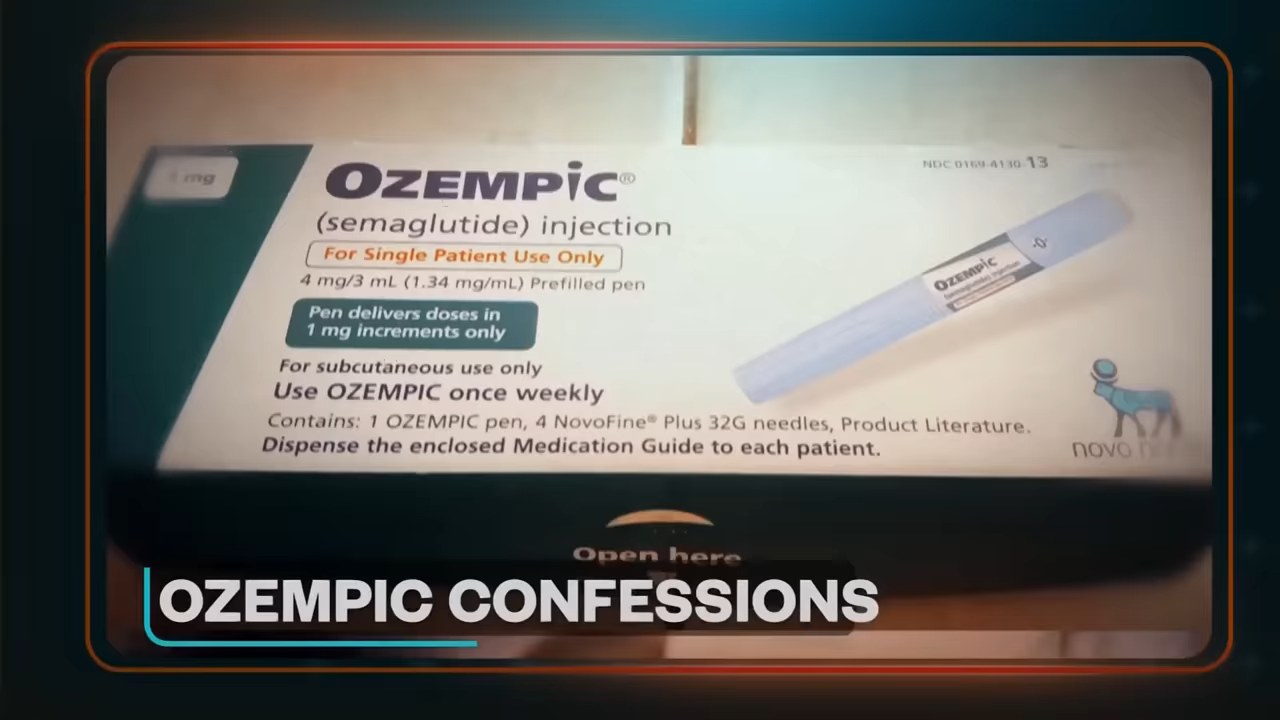 mg
OZEMPIC®
(semaglutide) injection
For Single Patient Use Only
4 mg/3 mL (1.34 mg/mL) Prefilled pen
Pen delivers doses in
1 mg increments only
For subcutaneous use only
Use OZEMPIC once weekly
Contains: 1 OZEMPIC pen, 4 NovoFine® Plus 32G needles, Product Literature.
Dispense the enclosed Medication Guide to each patient.
NDC 0169-4130-13
OZEMPIC
-0-
novo
Open here
OZEMPIC CONFESSIONS